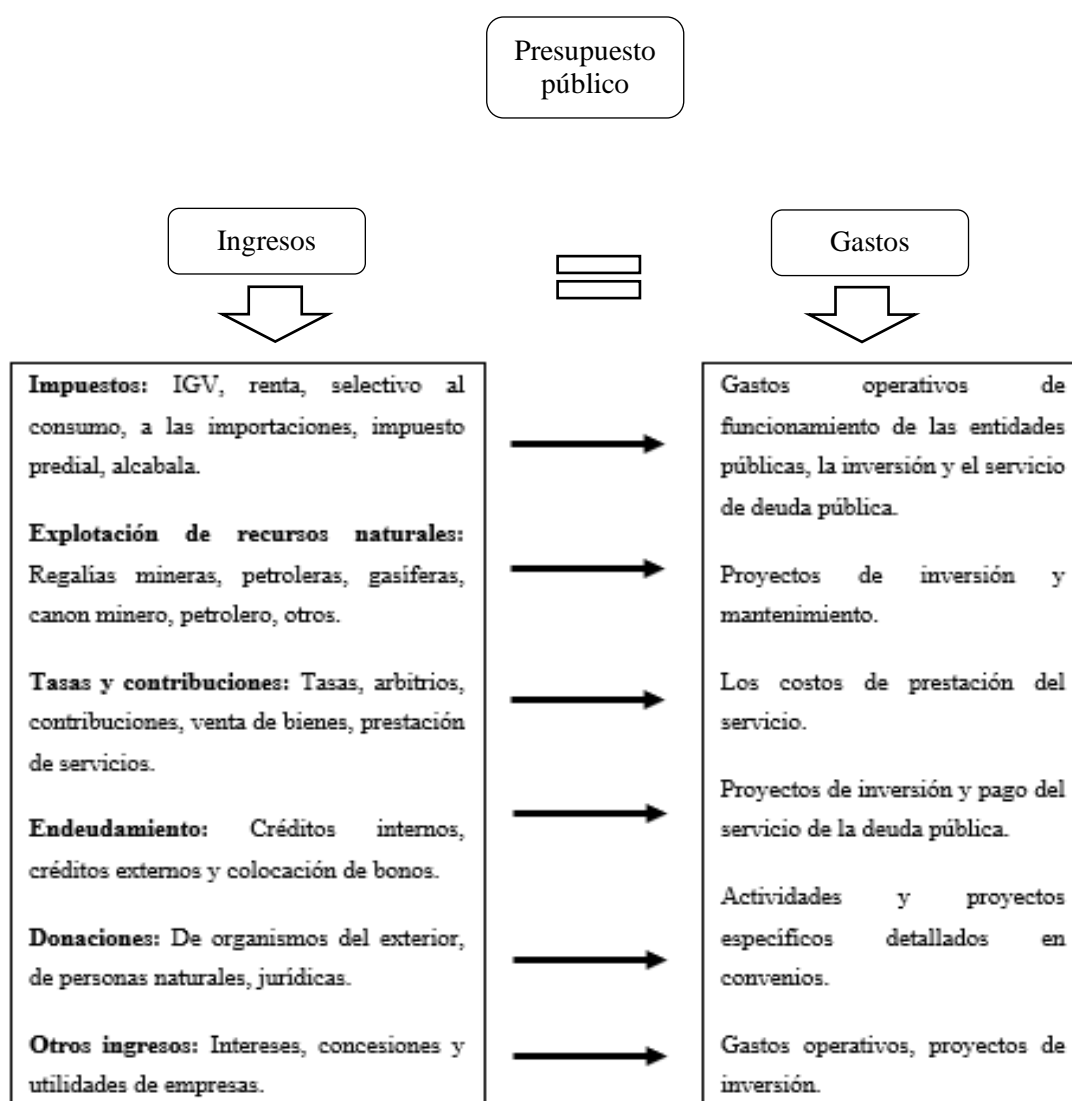 Presupuesto
público
Ingresos
Gastos
Impuestos: IGV, renta, selectivo al
consumo, a las importaciones, impuesto
predial, alcabala.
Explotación de recursos naturales:
Regalías mineras, petroleras, gasíferas,
canon minero, petrolero, otros.
Tasas y contribuciones: Tasas, arbitrios,
contribuciones, venta de bienes, prestación
de servicios.
Endeudamiento: Créditos internos,
créditos externos y colocación de bonos.
Donaciones: De organismos del exterior,
de personas naturales, jurídicas.
Otros ingresos: Intereses, concesiones y
utilidades de empresas.
Gastos operativos de
funcionamiento de las entidades
públicas, la inversión y el servicio
de deuda pública.
Proyectos de inversión y
mantenimiento.
Los costos de prestación del
servicio.
Proyectos de inversión y pago del
servicio de la deuda pública.
Actividades y proyectos
específicos detallados en
convenios.
Gastos operativos, proyectos de
inversión.